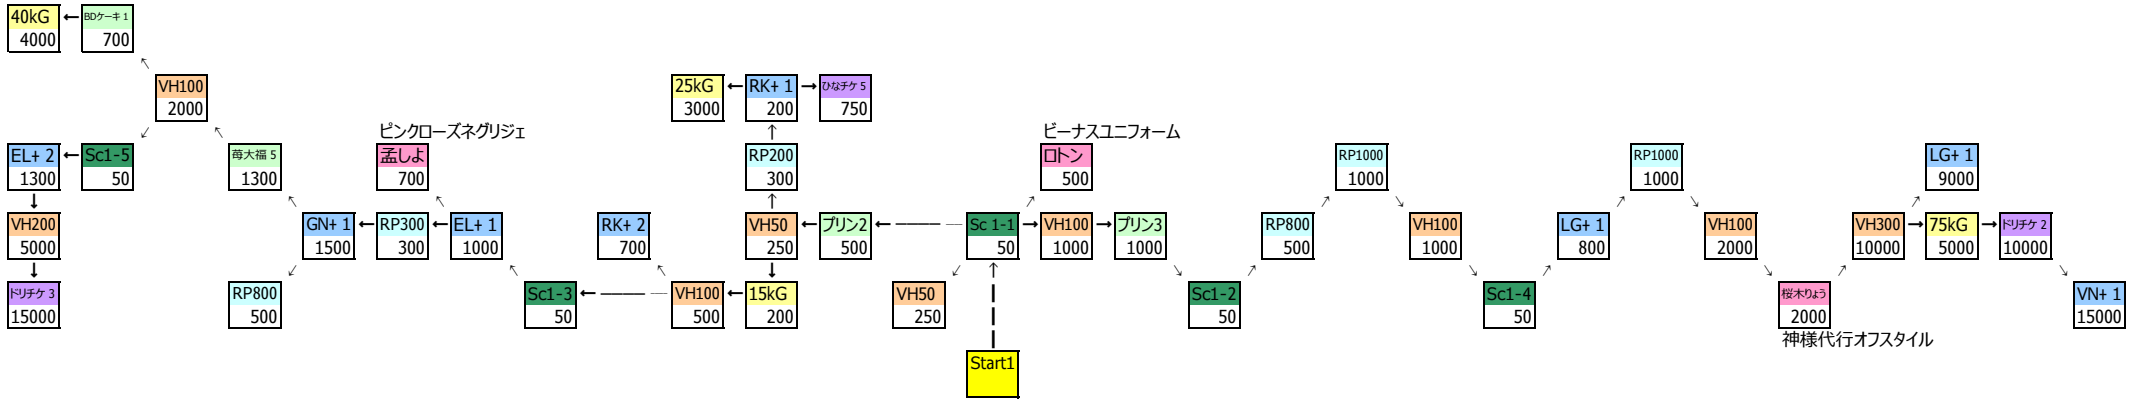 40kG
4000
BDケーキ 1
700
VH100
2000
25kG
3000
RK+ 1
200
ひなチケ 5
750
ピンクローズネグリジェ
ビーナスユニフォーム
EL+ 2
1300
Sc1-5
50
苺大福 5
1300
孟しよ
700
RP200
300
ロトン
500
RP1000
1000
RP1000
1000
LG+ 1
9000
VH200
5000
GN+ 1
1500
RP300
300
EL+ 1
1000
RK+ 2
700
VH50
250
プリン2
500
Sc 1-1
50
VH100
1000
プリン3
1000
RP800
500
VH100
1000
LG+ 1
800
VH100
2000
VH300
10000
75kG
5000
ドリチケ 2
10000
ドリチケ 3
15000
RP800
500
Sc1-3
50
VH100
500
15kG
200
VH50
250
Sc1-2
50
Sc1-4
50
桜木りょう
2000
VN+ 1
15000
神様代行オフスタイル
Start1